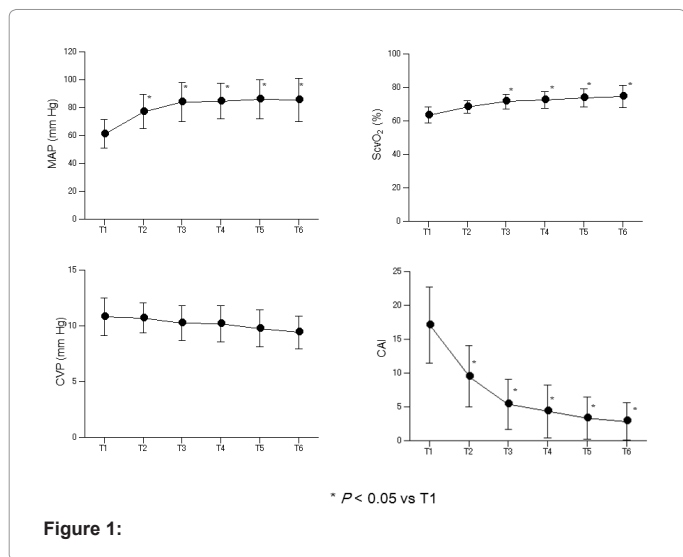 120
100
80
60
40
20
0
MAP (mm Hg)
* * * * *
T1 T2 T3 T4 T5 T6
100
80
60
40
20
0
ScvO₂ (%)
* * * *
T1 T2 T3 T4 T5 T6
15
10
5
0
CVP (mm Hg)
T1 T2 T3 T4 T5 T6
25
20
15
10
5
0
CAI
* * * * *
T1 T2 T3 T4 T5 T6
* P < 0.05 vs T1
Figure 1: